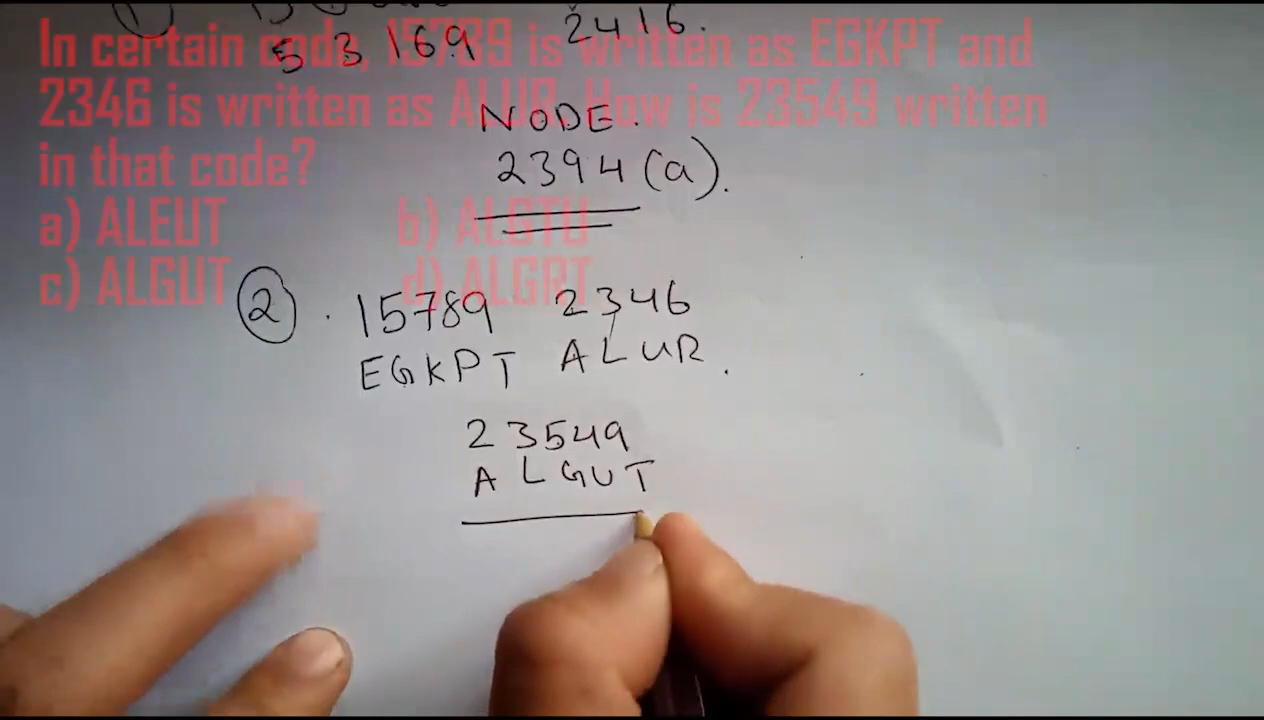 In certain code, 15789 is written as EGKPT and
2346 is written as ALUR. How is 23549 written
in that code?
a) ALEUT b) ALGTU
c) ALGUT d) ALGRT
53169 2416.
NODE.
2394 (a).
2. 15789 2346
EGKPT ALUR.
23549
ALGUT